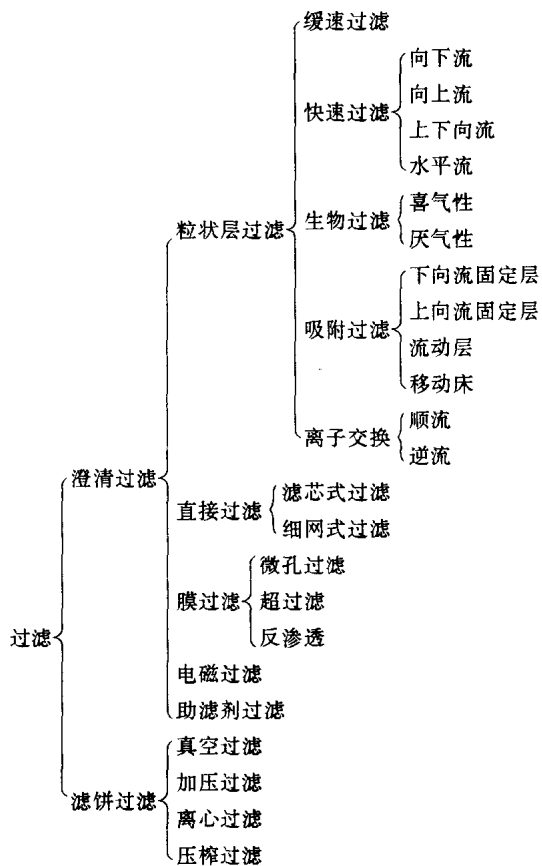 缓速过滤
向下流
向上流
快速过滤
上下向流
水平流
喜气性
生物过滤
厌气性
粒状层过滤
下向流固定层
上向流固定层
吸附过滤
流动层
移动床
顺流
离子交换
逆流
澄清过滤
滤芯式过滤
直接过滤
细网式过滤
微孔过滤
膜过滤
超过滤
反渗透
过滤
电磁过滤
助滤剂过滤
真空过滤
加压过滤
滤饼过滤
离心过滤
压榨过滤